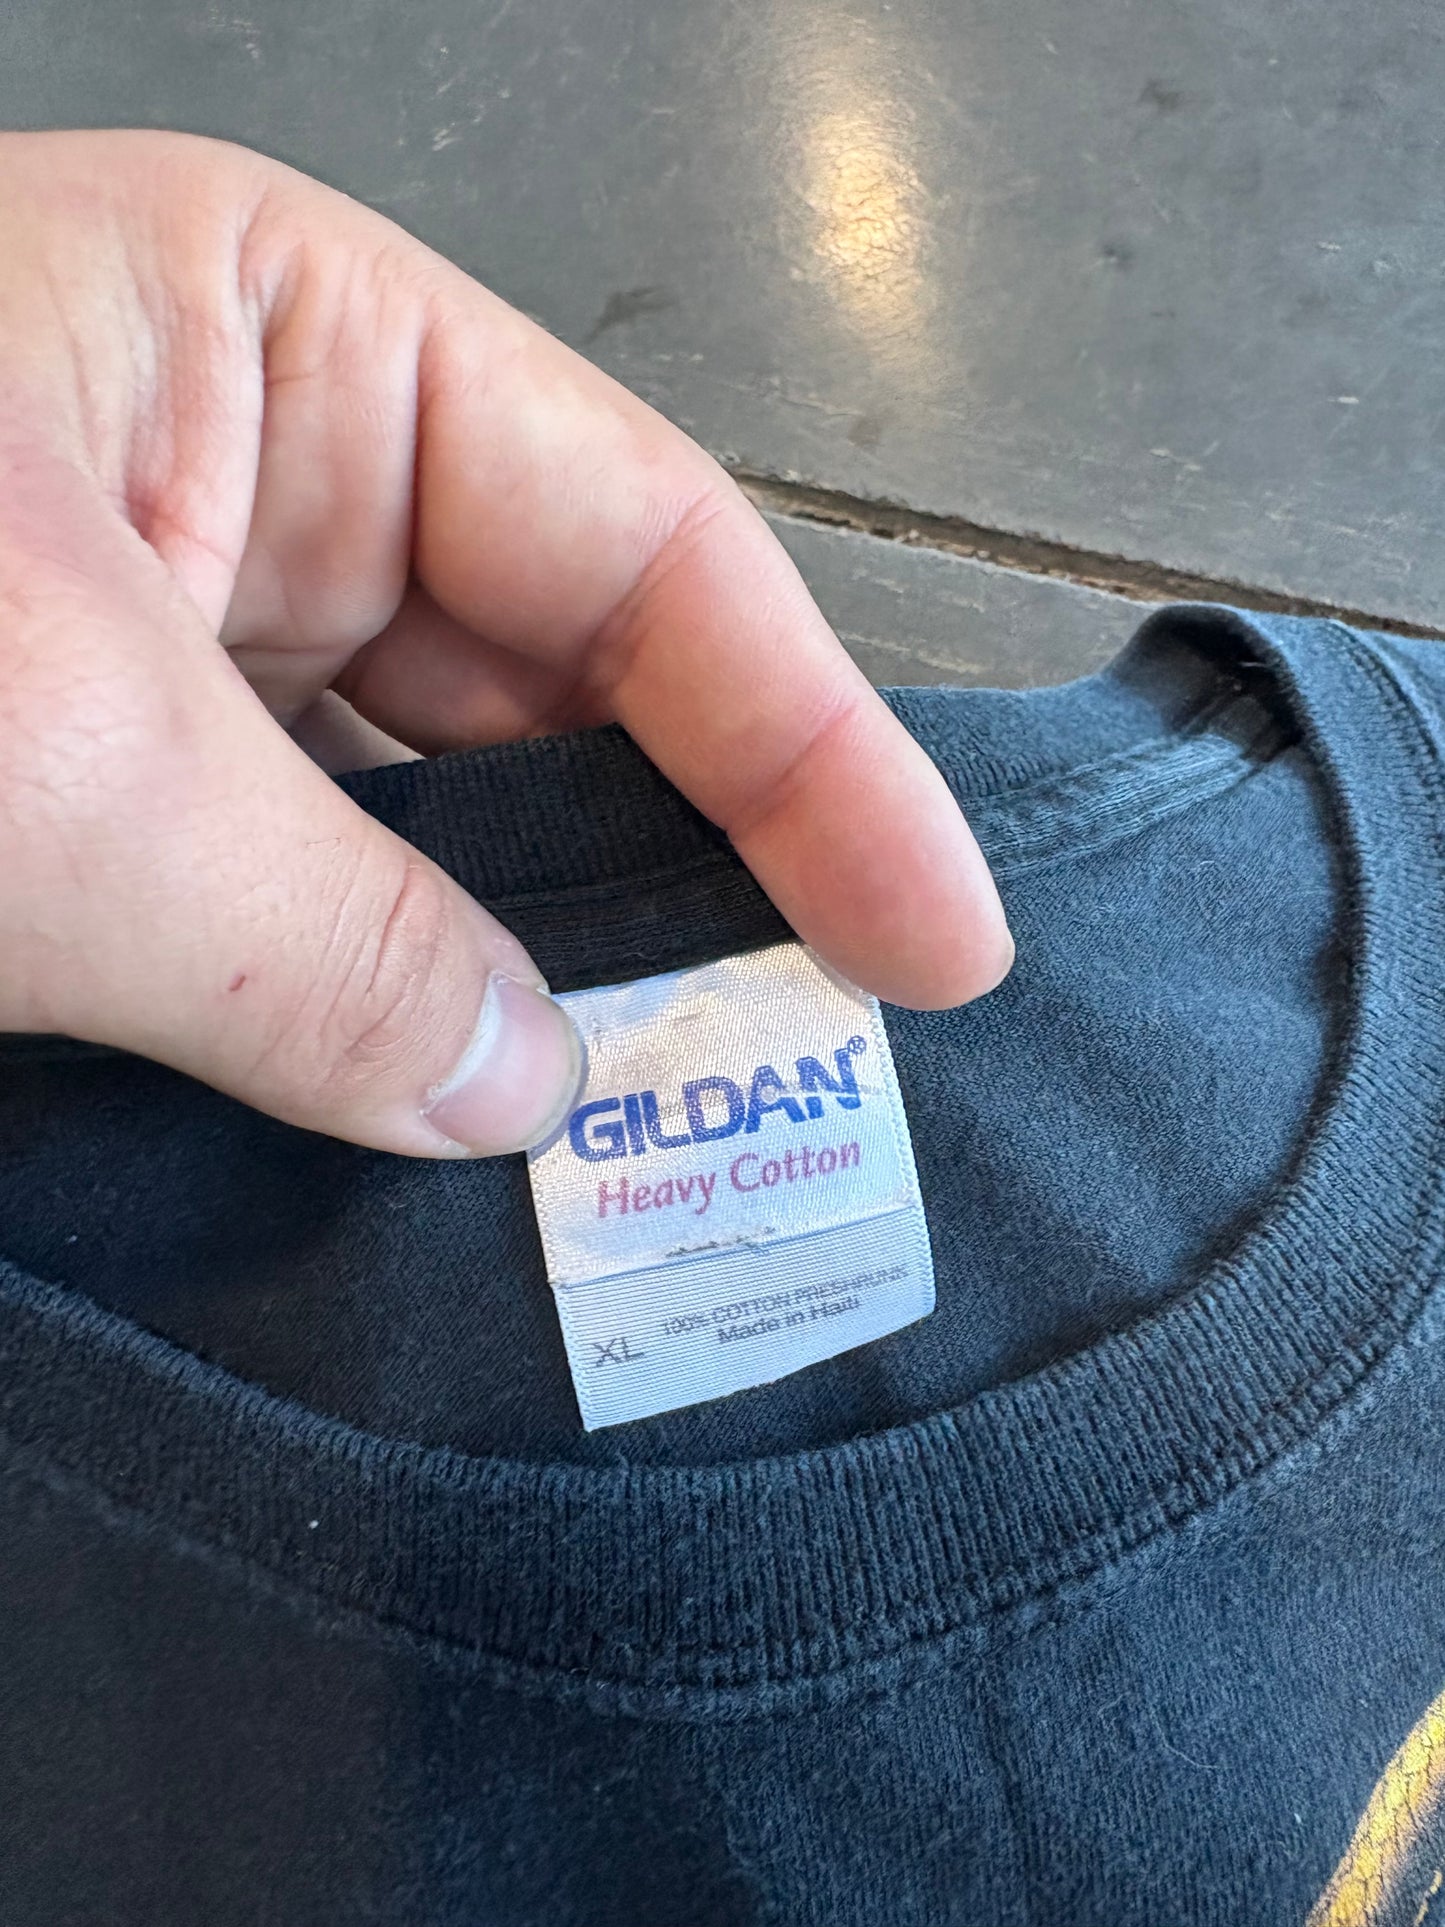 GILDAN®
Heavy Cotton
100% COTTON PRESHRUNK
XL Made in Haiti